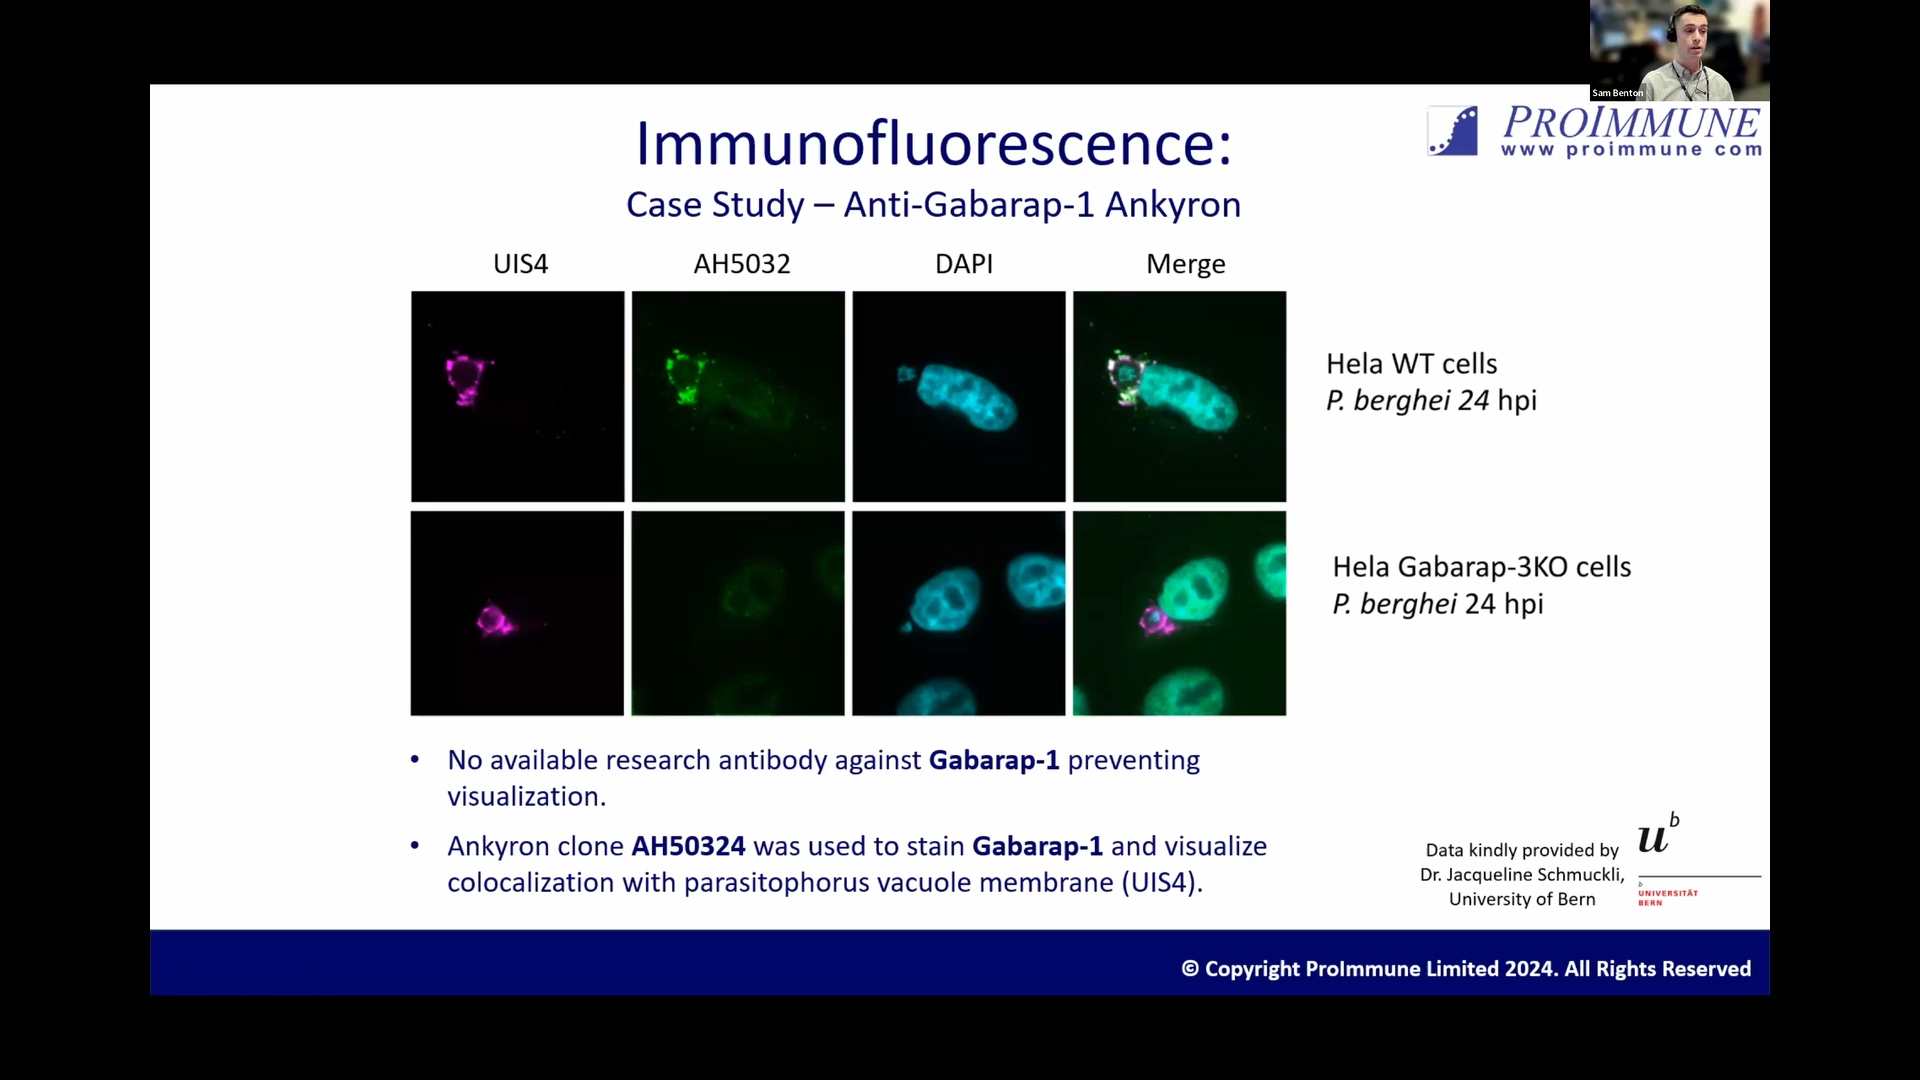 Sam Benton
PROIMMUNE
www proimmune com
Immunofluorescence:
Case Study – Anti-Gabarap-1 Ankyron
UIS4
AH5032
DAPI
Merge
Hela WT cells
P. berghei 24 hpi
Hela Gabarap-3KO cells
P. berghei 24 hpi
• No available research antibody against Gabarap-1 preventing
visualization.
• Ankyron clone AH50324 was used to stain Gabarap-1 and visualize
colocalization with parasitophorus vacuole membrane (UIS4).
Data kindly provided by
Dr. Jacqueline Schmuckli,
University of Bern
u b
b
UNIVERSITÄT
BERN
© Copyright ProImmune Limited 2024. All Rights Reserved